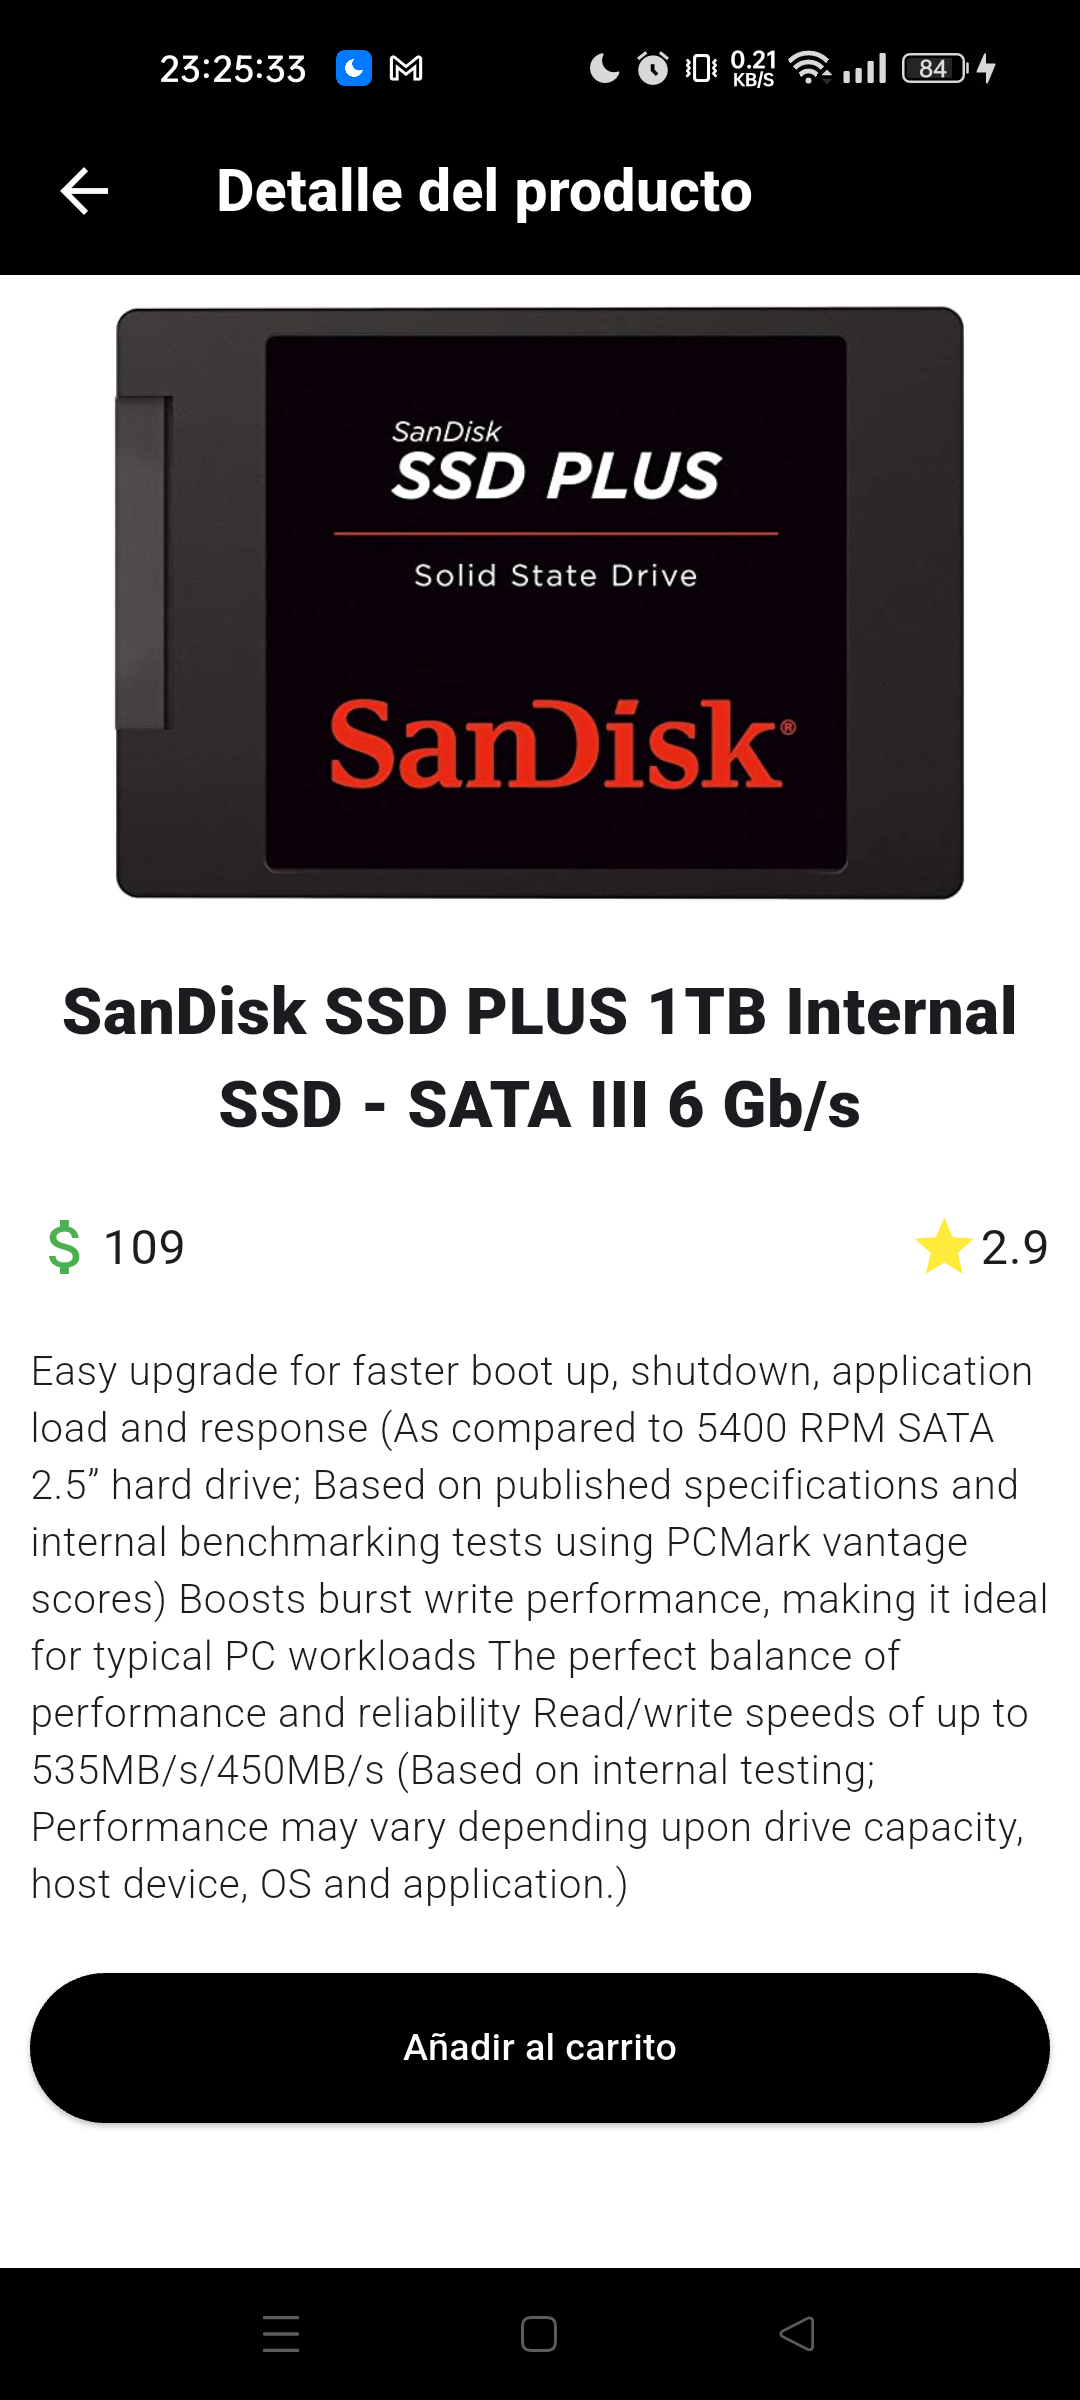 23:25:33
0.21
KB/S
84
Detalle del producto
SanDisk
SSD PLUS
Solid State Drive
SanDisk®
SanDisk SSD PLUS 1TB Internal
SSD - SATA III 6 Gb/s
$ 109
2.9
Easy upgrade for faster boot up, shutdown, application
load and response (As compared to 5400 RPM SATA
2.5” hard drive; Based on published specifications and
internal benchmarking tests using PCMark vantage
scores) Boosts burst write performance, making it ideal
for typical PC workloads The perfect balance of
performance and reliability Read/write speeds of up to
535MB/s/450MB/s (Based on internal testing;
Performance may vary depending upon drive capacity,
host device, OS and application.)
Añadir al carrito